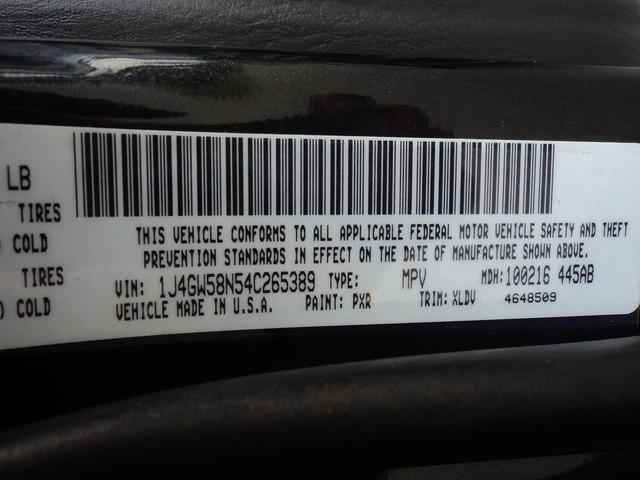 LB
TIRES
COLD
TIRES
) COLD
THIS VEHICLE CONFORMS TO ALL APPLICABLE FEDERAL MOTOR VEHICLE SAFETY AND THEFT
PREVENTION STANDARDS IN EFFECT ON THE DATE OF MANUFACTURE SHOWN ABOVE.
VIN: 1J4GW58N54C265389 TYPE: MPV MDH:100216 445AB
VEHICLE MADE IN U.S.A. PAINT: PXR TRIM: XLDV 4648509